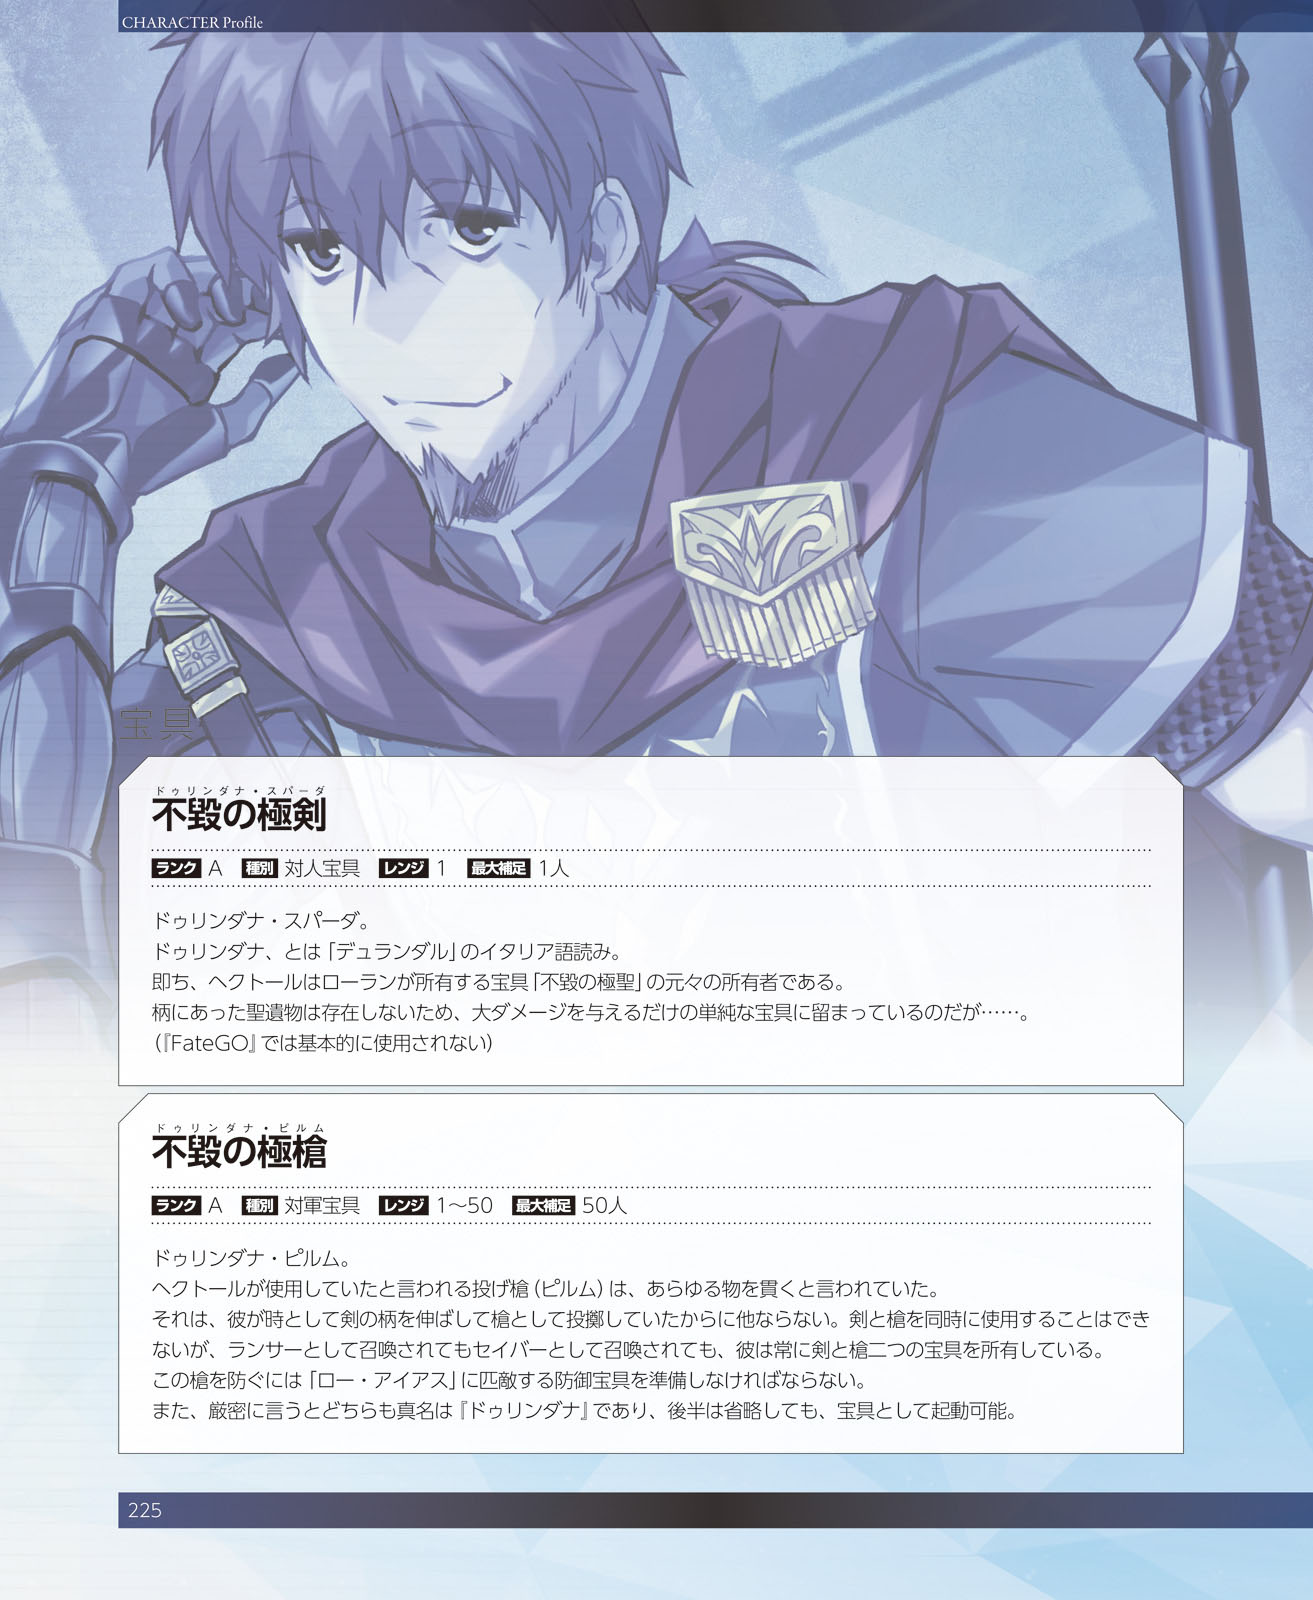 CHARACTER Profile
宝具
ドゥリンダナ・スパーダ
不毀の極剣
ランク A 種別 対人宝具 レンジ 1 最大補足 1人
ドゥリンダナ・スパーダ。
ドゥリンダナ、とは「デュランダル」のイタリア語読み。
即ち、ヘクトールはローランが所有する宝具「不毀の極聖」の元々の所有者である。
柄にあった聖遺物は存在しないため、大ダメージを与えるだけの単純な宝具に留まっているのだが……。
（『FateGO』では基本的に使用されない）
ドゥリンダナ・ピルム
不毀の極槍
ランク A 種別 対軍宝具 レンジ 1～50 最大補足 50人
ドゥリンダナ・ピルム。
ヘクトールが使用していたと言われる投げ槍（ピルム）は、あらゆる物を貫くと言われていた。
それは、彼が時として剣の柄を伸ばして槍として投擲していたからに他ならない。剣と槍を同時に使用することはでき
ないが、ランサーとして召喚されてもセイバーとして召喚されても、彼は常に剣と槍二つの宝具を所有している。
この槍を防ぐには「ロー・アイアス」に匹敵する防御宝具を準備しなければならない。
また、厳密に言うとどちらも真名は『ドゥリンダナ』であり、後半は省略しても、宝具として起動可能。
225